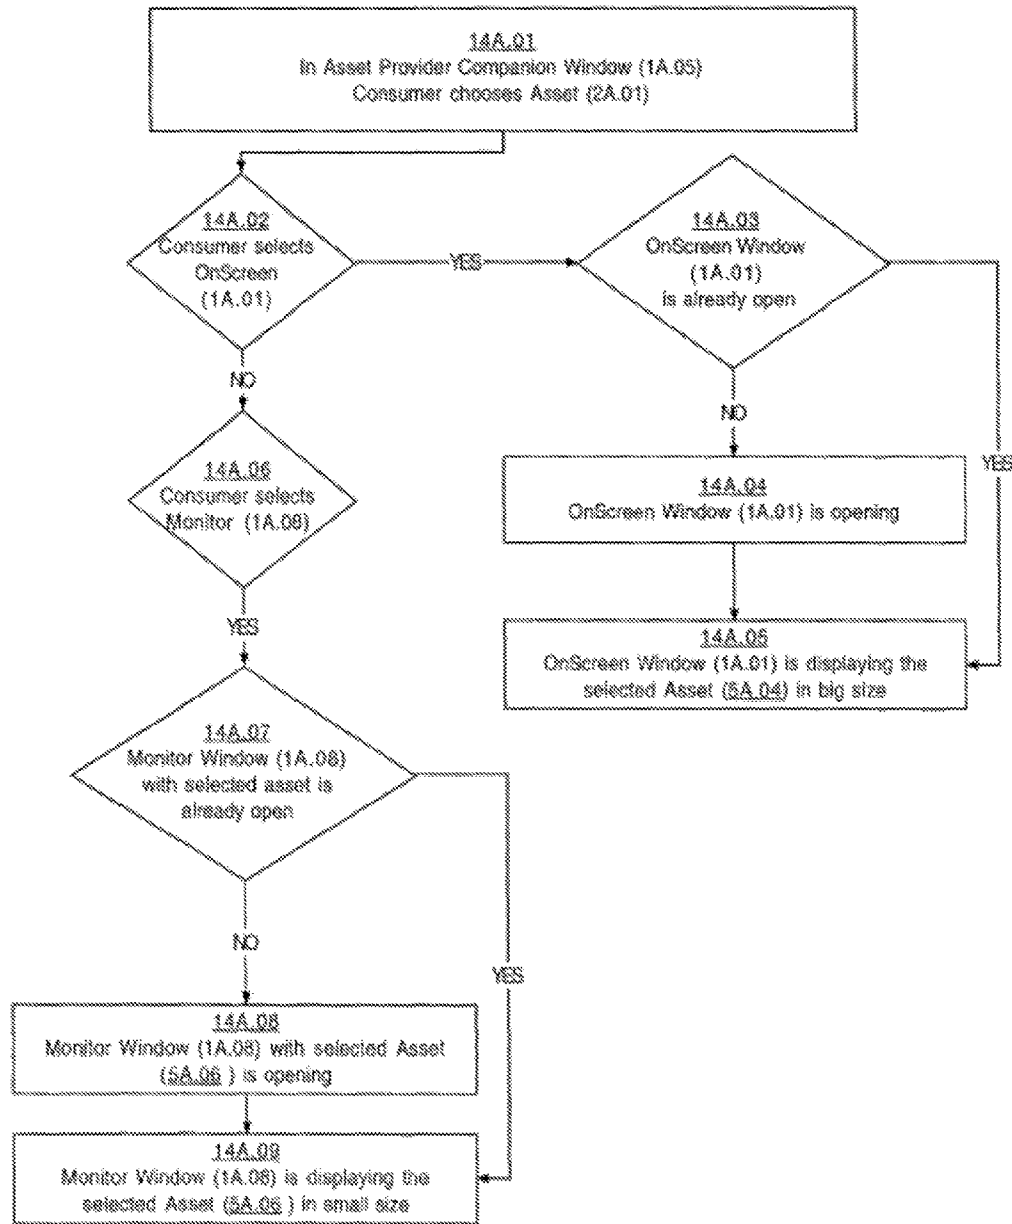 14A.01
In Asset Provider Companion Window (1A.05)
Consumer chooses Asset (2A.01)
14A.02
Consumer selects
OnScreen
(1A.01)
YES
14A.03
OnScreen Window
(1A.01)
is already open
NO
NO
YES
14A.06
Consumer selects
Monitor (1A.08)
14A.04
OnScreen Window (1A.01) is opening
YES
14A.05
OnScreen Window (1A.01) is displaying the
selected Asset (5A.04) in big size
14A.07
Monitor Window (1A.08)
with selected asset is
already open
NO
YES
14A.08
Monitor Window (1A.08) with selected Asset
(5A.06 ) is opening
14A.09
Monitor Window (1A.08) is displaying the
selected Asset (5A.06 ) in small size